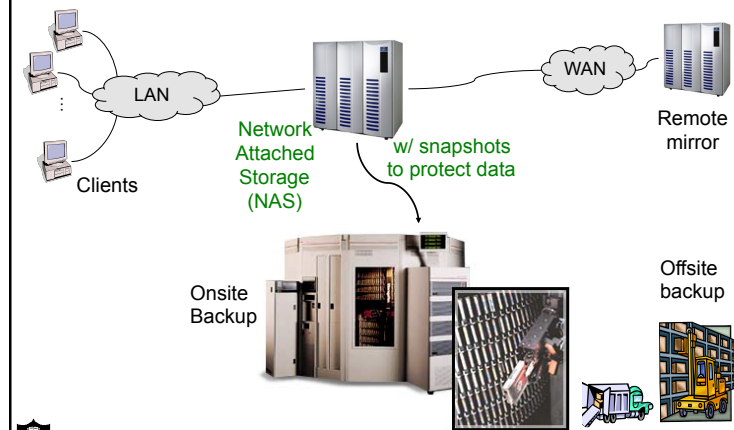 LAN
WAN
Network
Attached
Storage
(NAS)
w/ snapshots
to protect data
Remote
mirror
Clients
Onsite
Backup
Offsite
backup